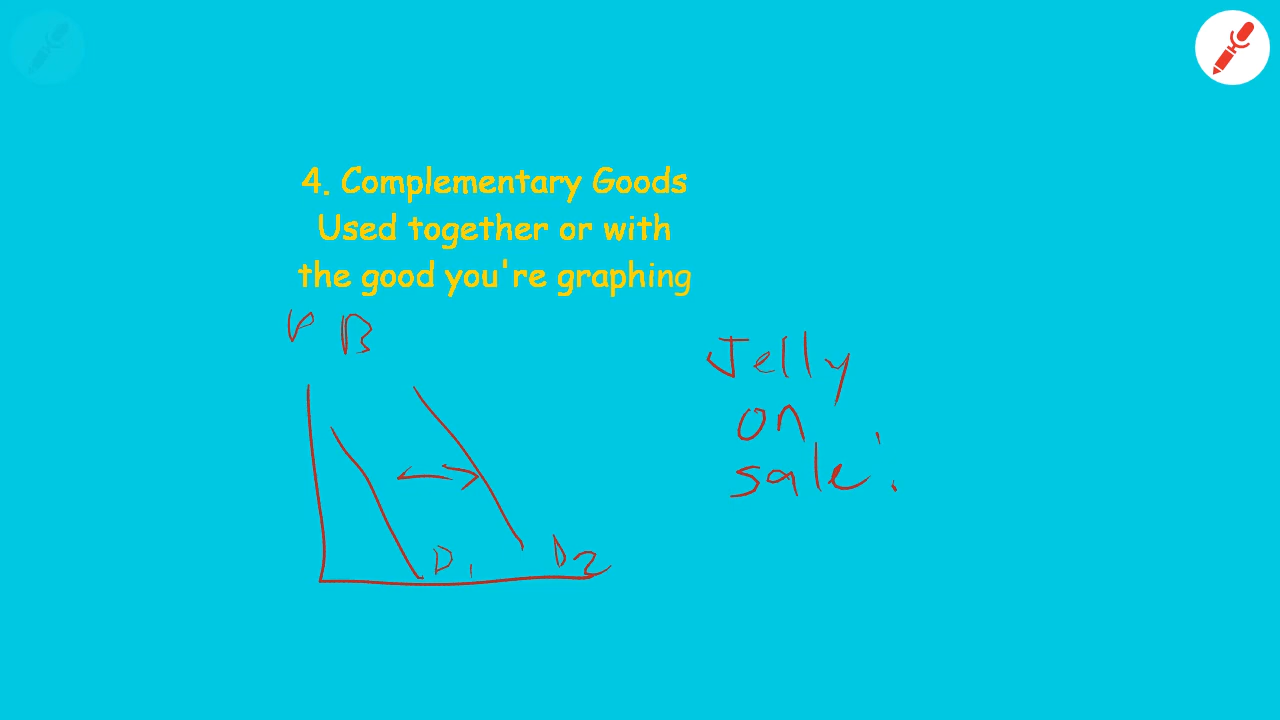 4. Complementary Goods
Used together or with
the good you're graphing
P B
Jelly
on
sale!
D1
D2